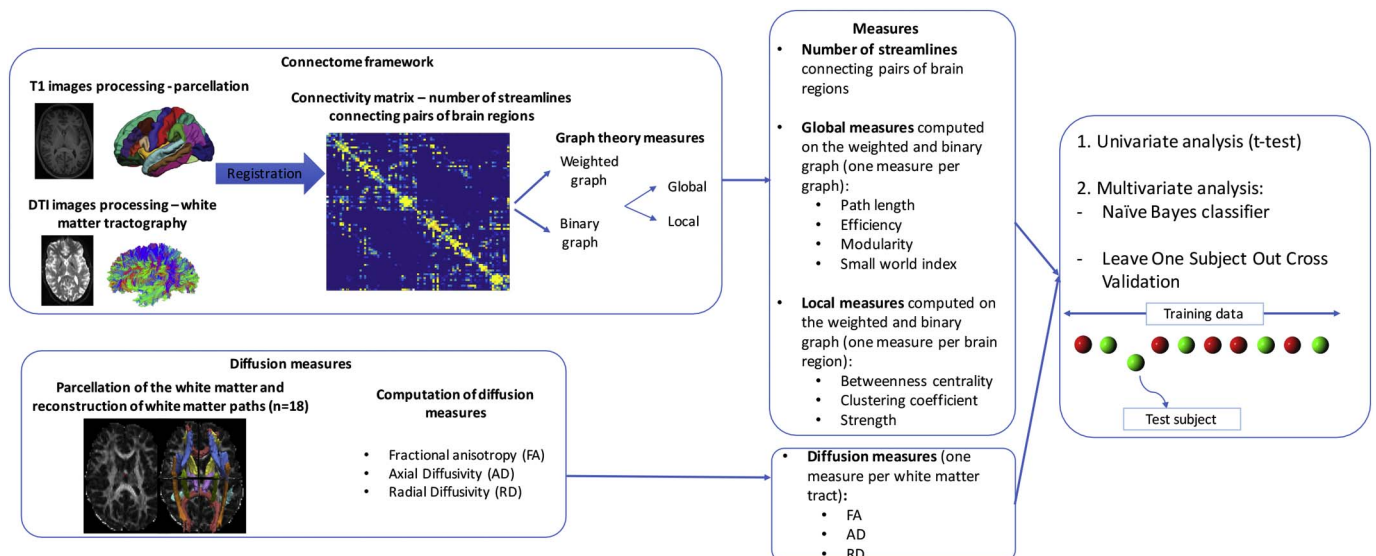 Connectome framework
T1 images processing - parcellation
DTI images processing – white
matter tractography
Registration
Connectivity matrix – number of streamlines
connecting pairs of brain regions
Graph theory measures
Weighted
graph
Binary
graph
Global
Local
Diffusion measures
Parcellation of the white matter and
reconstruction of white matter paths (n=18)
Computation of diffusion
measures
• Fractional anisotropy (FA)
• Axial Diffusivity (AD)
• Radial Diffusivity (RD)
Measures
• Number of streamlines
connecting pairs of brain
regions
• Global measures computed
on the weighted and binary
graph (one measure per
graph):
• Path length
• Efficiency
• Modularity
• Small world index
• Local measures computed on
the weighted and binary
graph (one measure per brain
region):
• Betweenness centrality
• Clustering coefficient
• Strength
• Diffusion measures (one
measure per white matter
tract):
• FA
• AD
• RD
1. Univariate analysis (t-test)
2. Multivariate analysis:
- Naïve Bayes classifier
- Leave One Subject Out Cross
Validation
Training data
Test subject